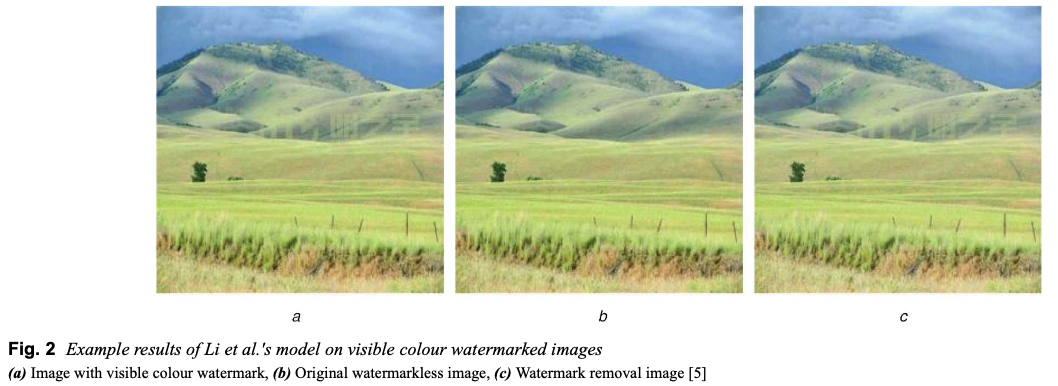 a
b
c
Fig. 2 Example results of Li et al.'s model on visible colour watermarked images
(a) Image with visible colour watermark, (b) Original watermarkless image, (c) Watermark removal image [5]